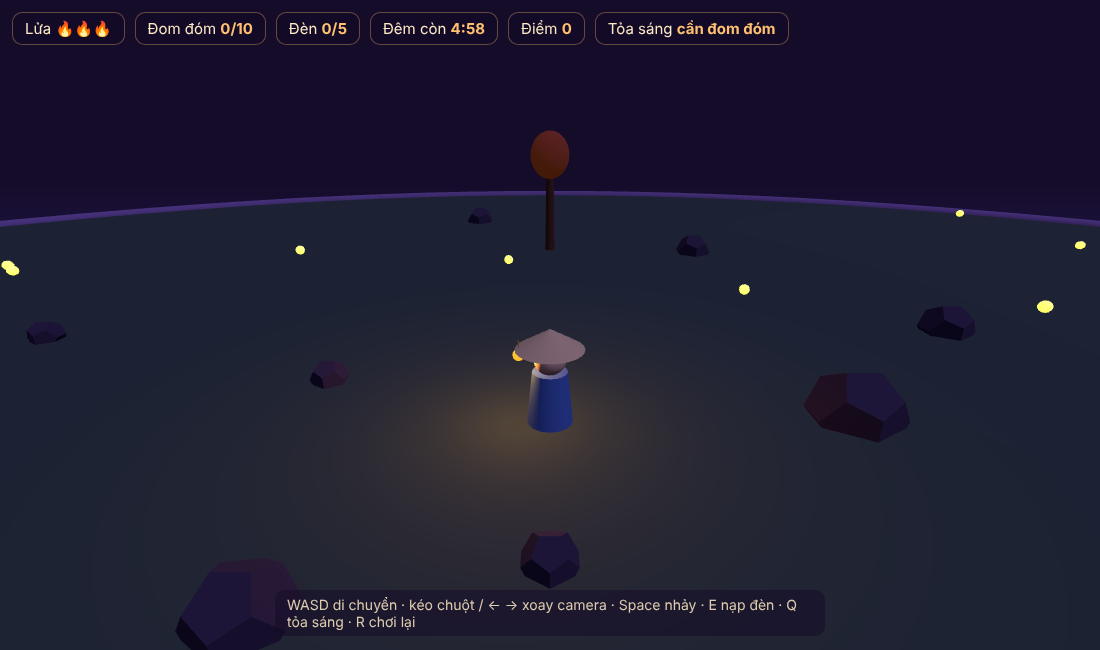 Lửa 🔥🔥🔥 Đom đóm 0/10 Đèn 0/5 Đêm còn 4:58 Điểm 0 Tỏa sáng cần đom đóm
WASD di chuyển · kéo chuột / ← → xoay camera · Space nhảy · E nạp đèn · Q
tỏa sáng · R chơi lại